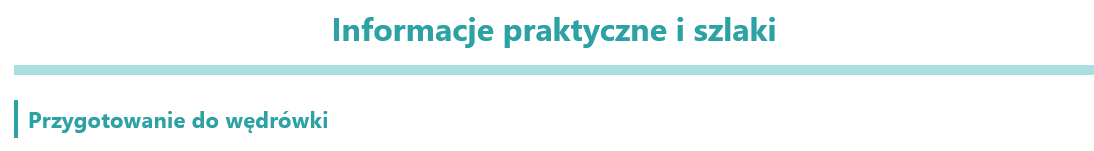 Informacje praktyczne i szlaki
Przygotowanie do wędrówki